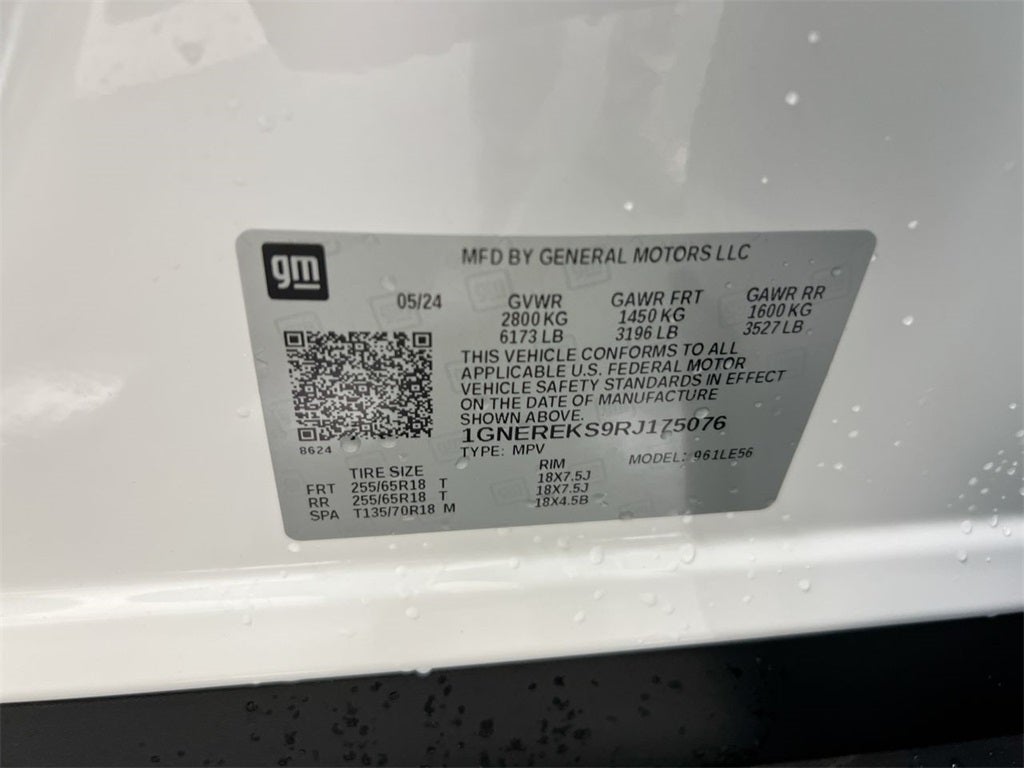 gm
MFD BY GENERAL MOTORS LLC
05/24 GVWR GAWR FRT GAWR RR
2800 KG 1450 KG 1600 KG
6173 LB 3196 LB 3527 LB
THIS VEHICLE CONFORMS TO ALL
APPLICABLE U.S. FEDERAL MOTOR
VEHICLE SAFETY STANDARDS IN EFFECT
ON THE DATE OF MANUFACTURE
SHOWN ABOVE.
1GNEREKS9RJ175076
8624
TYPE: MPV MODEL: 961LE56
TIRE SIZE RIM
FRT 255/65R18 T 18X7.5J
RR 255/65R18 T 18X7.5J
SPA T135/70R18 M 18X4.5B